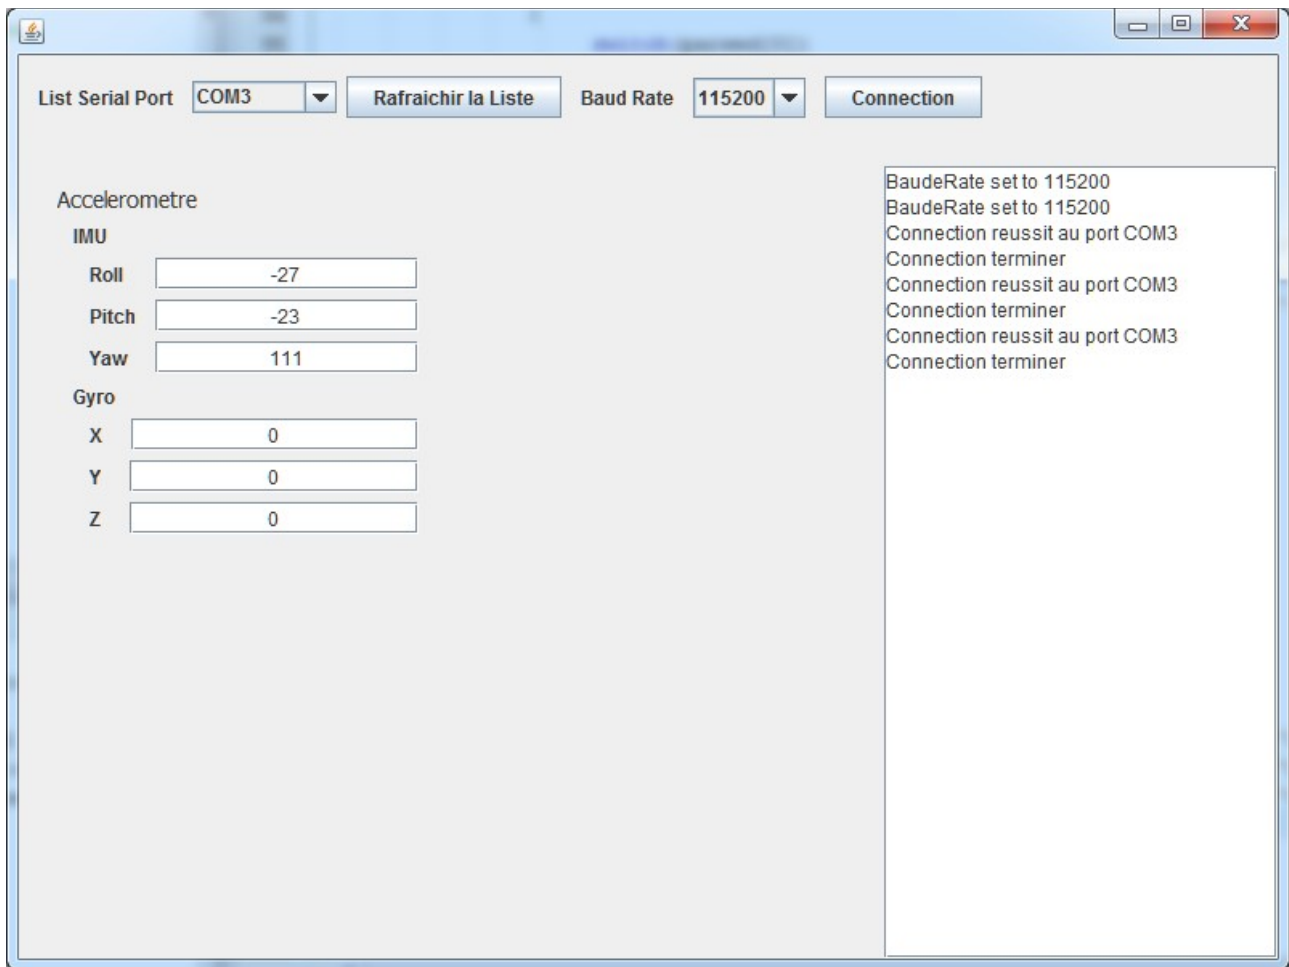 List Serial Port COM3 Rafraichir la Liste Baud Rate 115200 Connection
Accelerometre
IMU
Roll -27
Pitch -23
Yaw 111
Gyro
X 0
Y 0
Z 0
BaudeRate set to 115200
BaudeRate set to 115200
Connection reussit au port COM3
Connection terminer
Connection reussit au port COM3
Connection terminer
Connection reussit au port COM3
Connection terminer